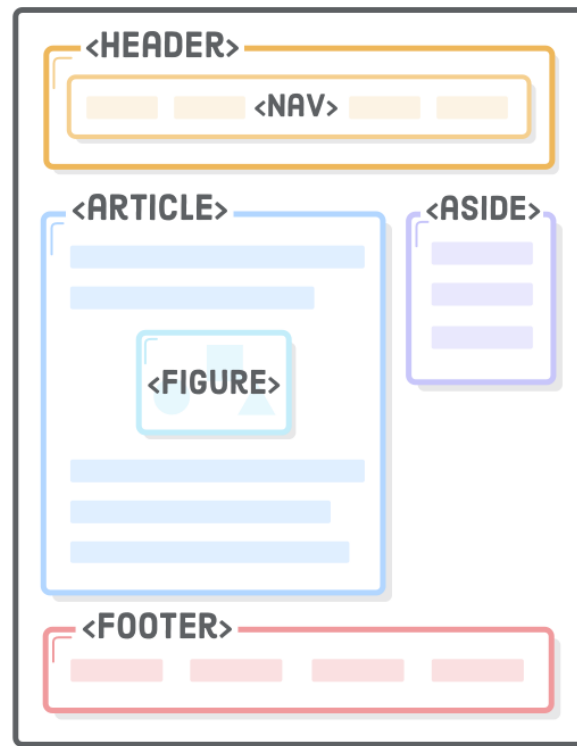 <HEADER>
<NAV>
<ARTICLE>
<ASIDE>
<FIGURE>
<FOOTER>